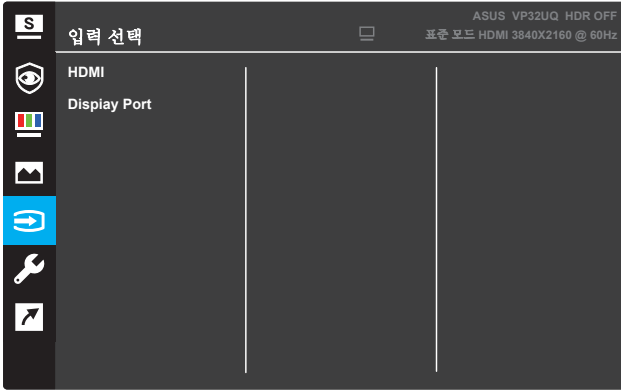 S
ASUS VP32UQ HDR OFF
입력 선택
표준 모드 HDMI 3840X2160 @ 60Hz
HDMI
Dispiay Port